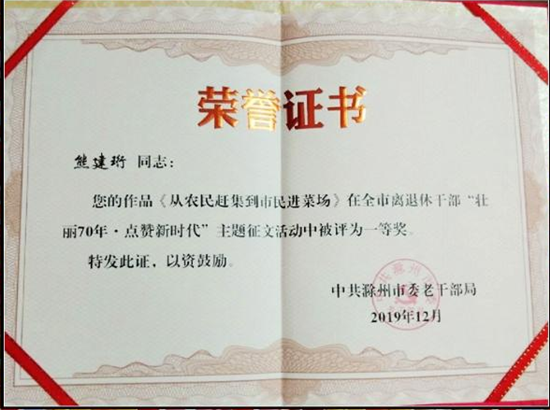 荣誉证书
熊建珩 同志：
您的作品《从农民赶集到市民进菜场》在全市离退休干部“壮
丽70年·点赞新时代”主题征文活动中被评为一等奖。
特发此证，以资鼓励。
中共滁州市委老干部局
2019年12月